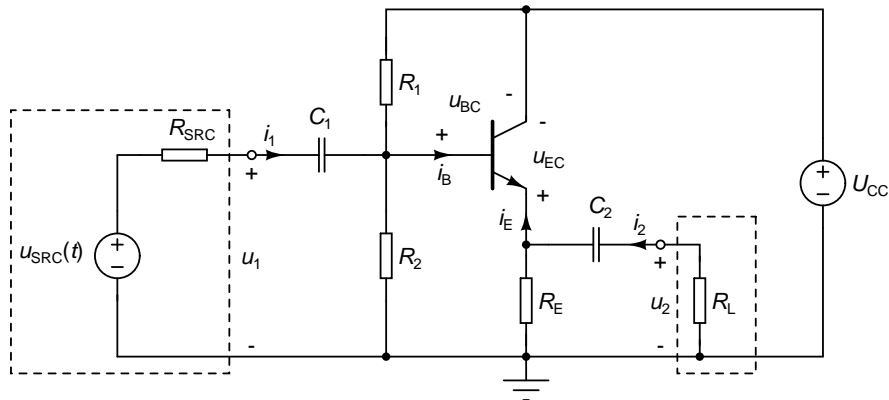 R1
uBC
-
C1
-
RSRC
i1
+
uEC
+
iB
+
UCC
+
-
+
C2
i2
iE
uSRC(t)
+
-
u1
R2
+
RE
u2
RL
-
-